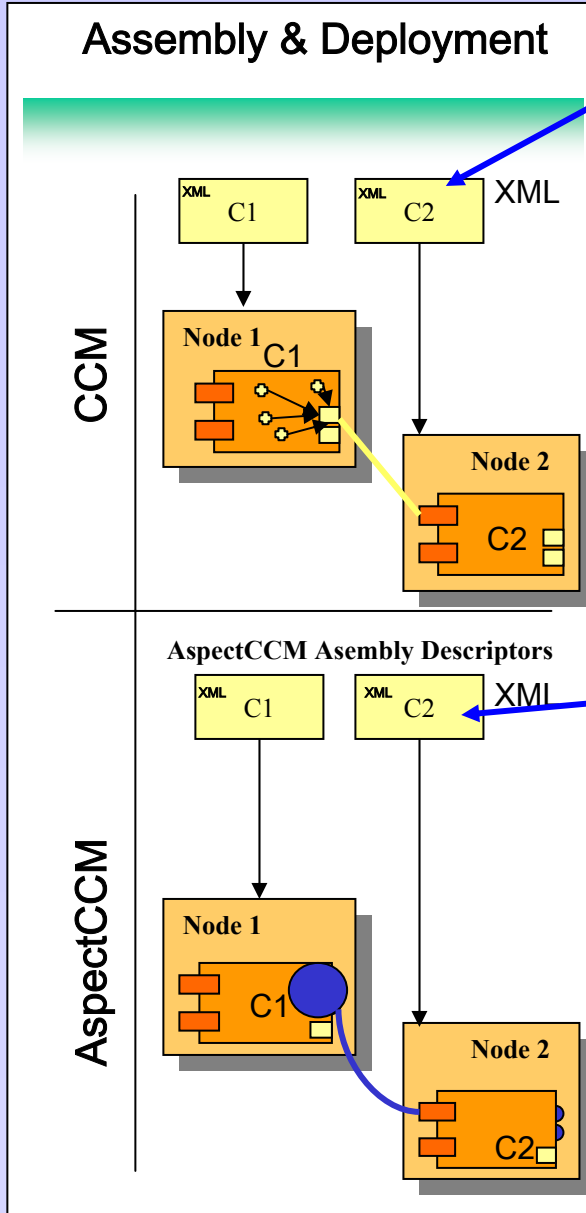 Assembly & Deployment
XML
C1
XML
C2
XML
CCM
Node 1
C1
Node 2
C2
AspectCCM Asembly Descriptors
XML
C1
XML
C2
XML
AspectCCM
Node 1
C1
Node 2
C2